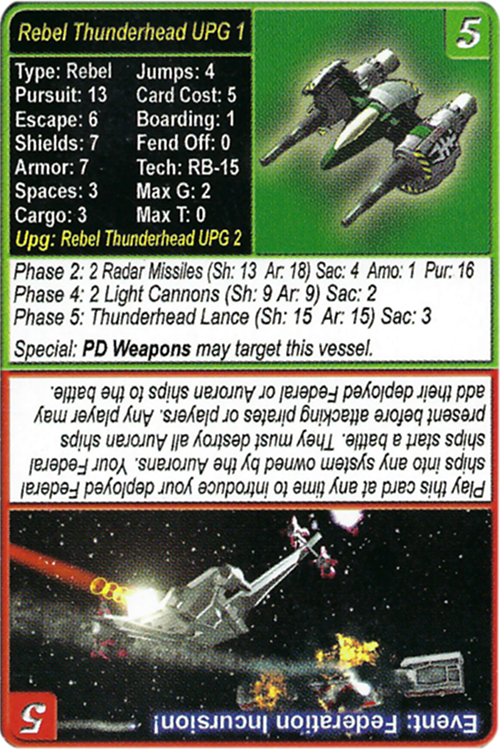 Rebel Thunderhead UPG 1
5
Type: Rebel Jumps: 4
Pursuit: 13 Card Cost: 5
Escape: 6 Boarding: 1
Shields: 7 Fend Off: 0
Armor: 7 Tech: RB-15
Spaces: 3 Max G: 2
Cargo: 3 Max T: 0
Upg: Rebel Thunderhead UPG 2
Phase 2: 2 Radar Missiles (Sh: 13 Ar: 18) Sac: 4 Amo: 1 Pur: 16
Phase 4: 2 Light Cannons (Sh: 9 Ar: 9) Sac: 2
Phase 5: Thunderhead Lance (Sh: 15 Ar: 15) Sac: 3
Special: PD Weapons may target this vessel.
Event: Federation Incursion!
5
Play this card at any time to introduce your deployed Federal
ships into any system owned by the Aurorans. Your Federal
ships start a battle. They must destroy all Auroran ships
present before attacking pirates or players. Any player may
add their deployed Federal or Auroran ships to the battle.